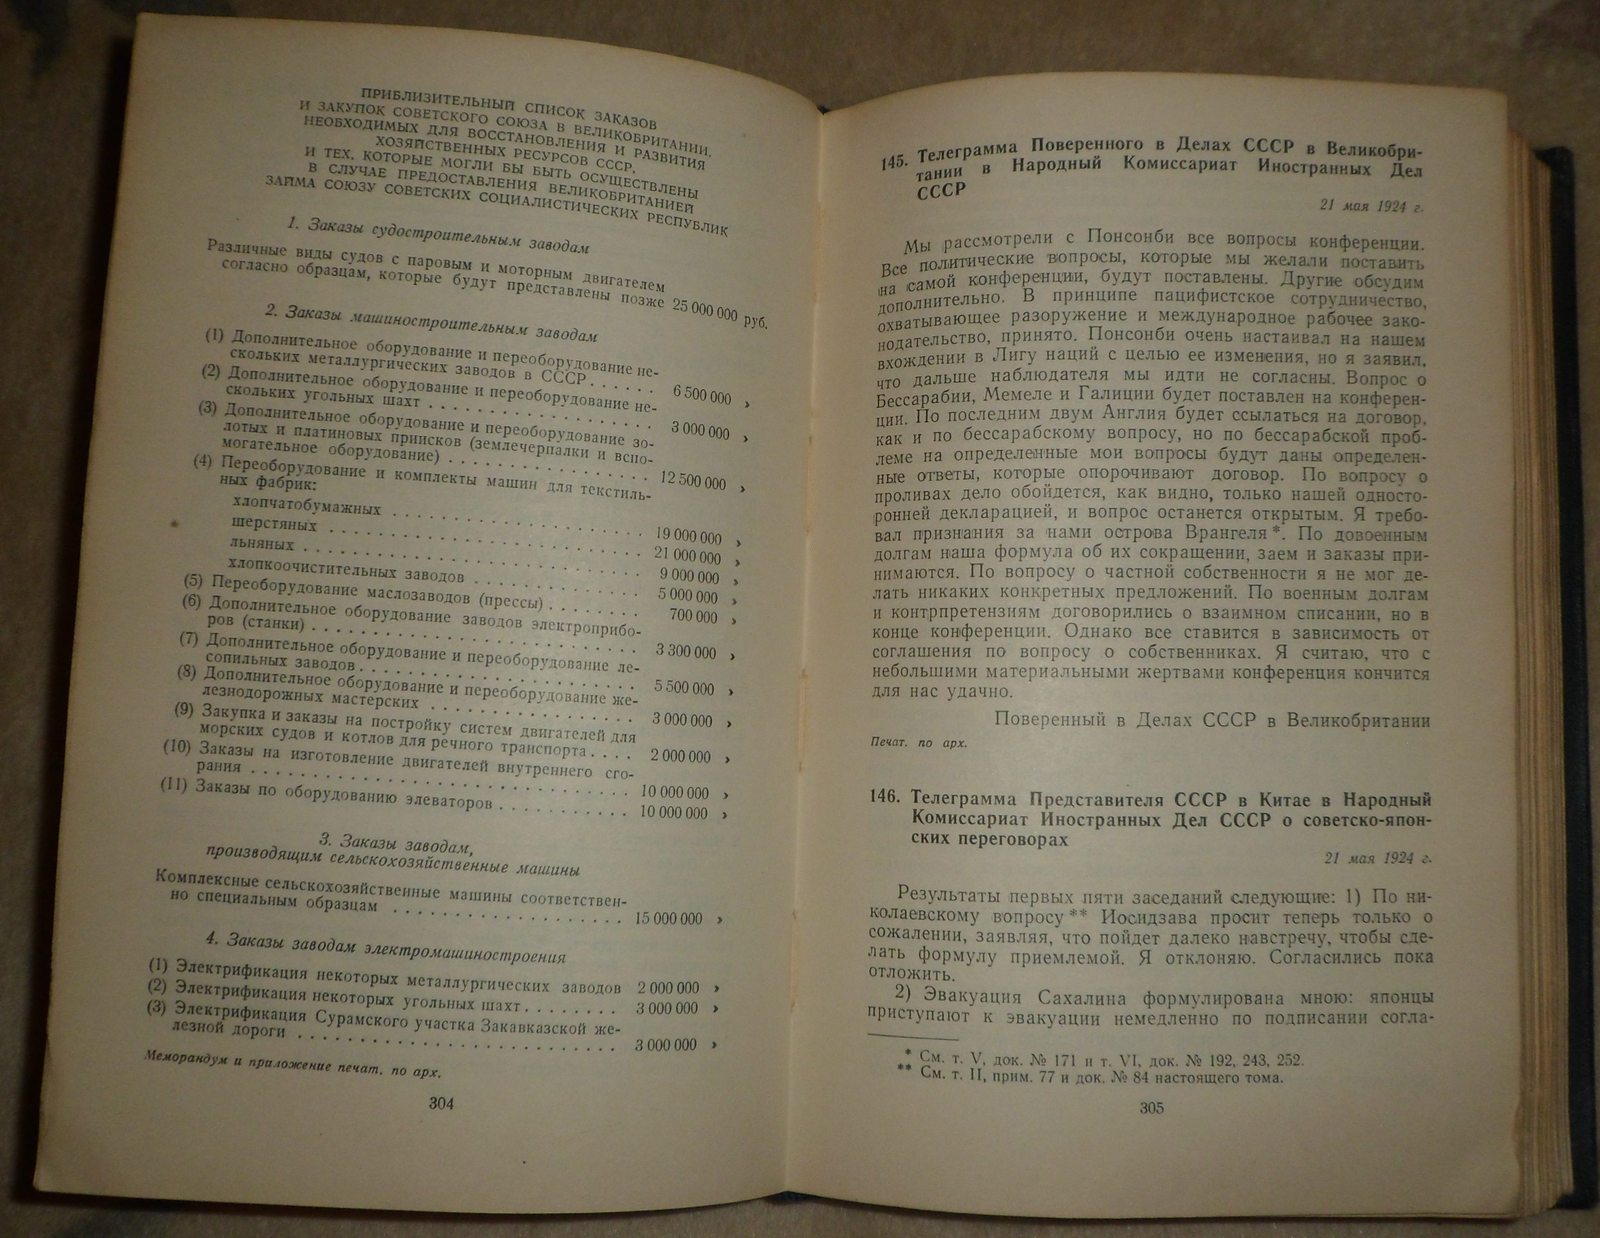 ПРИБЛИЗИТЕЛЬНЫЙ СПИСОК ЗАКАЗОВ
И ЗАКУПОК СОВЕТСКОГО СОЮЗА В ВЕЛИКОБРИТАНИИ,
НЕОБХОДИМЫХ ДЛЯ ВОССТАНОВЛЕНИЯ И РАЗВИТИЯ
ХОЗЯЙСТВЕННЫХ РЕСУРСОВ СССР,
И ТЕХ, КОТОРЫЕ МОГЛИ БЫ БЫТЬ ОСУЩЕСТВЛЕНЫ
В СЛУЧАЕ ПРЕДОСТАВЛЕНИЯ ВЕЛИКОБРИТАНИЕЙ
ЗАЙМА СОЮЗУ СОВЕТСКИХ СОЦИАЛИСТИЧЕСКИХ РЕСПУБЛИК
1. Заказы судостроительным заводам
Различные виды судов с паровым и моторным двигателем
согласно образцам, которые будут представлены позже 25 000 000 руб.
2. Заказы машиностроительным заводам
(1) Дополнительное оборудование и переоборудование не-
скольких металлургических заводов в СССР . . . . . . 6 500 000 »
(2) Дополнительное оборудование и переоборудование не-
скольких угольных шахт . . . . . . . . . . . . . . . . 3 000 000 »
(3) Дополнительное оборудование и переоборудование зо-
лотых и платиновых приисков (землечерпалки и вспо-
могательное оборудование) . . . . . . . . . . . . . . 12 500 000 »
(4) Переоборудование и комплекты машин для текстиль-
ных фабрик:
хлопчатобумажных . . . . . . . . . . . . . . . . . . 19 000 000 »
шерстяных . . . . . . . . . . . . . . . . . . . . . . 21 000 000 »
льняных . . . . . . . . . . . . . . . . . . . . . . . 9 000 000 »
хлопкоочистительных заводов . . . . . . . . . . . . 5 000 000 »
(5) Переоборудование маслозаводов (прессы) . . . . . . . 700 000 »
(6) Дополнительное оборудование заводов электроприбо-
ров (станки) . . . . . . . . . . . . . . . . . . . . . . 3 300 000 »
(7) Дополнительное оборудование и переоборудование ле-
сопильных заводов . . . . . . . . . . . . . . . . . . . 5 500 000 »
(8) Дополнительное оборудование и переоборудование же-
лезнодорожных мастерских . . . . . . . . . . . . . . 3 000 000 »
(9) Закупка и заказы на постройку систем двигателей для
морских судов и котлов для речного транспорта . . . . 2 000 000 »
(10) Заказы на изготовление двигателей внутреннего сго-
рания . . . . . . . . . . . . . . . . . . . . . . . . . 10 000 000 »
(11) Заказы по оборудованию элеваторов . . . . . . . . . . 10 000 000 »
3. Заказы заводам,
производящим сельскохозяйственные машины
Комплексные сельскохозяйственные машины соответствен-
но специальным образцам . . . . . . . . . . . . . . . . 15 000 000 »
4. Заказы заводам электромашиностроения
(1) Электрификация некоторых металлургических заводов 2 000 000 »
(2) Электрификация некоторых угольных шахт . . . . . . . . 3 000 000 »
(3) Электрификация Сурамского участка Закавказской же-
лезной дороги . . . . . . . . . . . . . . . . . . . . . 3 000 000 »
Меморандум и приложение печат. по арх.
304
145. Телеграмма Поверенного в Делах СССР в Великобри-
тании в Народный Комиссариат Иностранных Дел
СССР
21 мая 1924 г.
Мы рассмотрели с Понсонби все вопросы конференции.
Все политические вопросы, которые мы желали поставить
на самой конференции, будут поставлены. Другие обсудим
дополнительно. В принципе пацифистское сотрудничество,
охватывающее разоружение и международное рабочее зако-
нодательство, принято. Понсонби очень настаивал на нашем
вхождении в Лигу наций с целью ее изменения, но я заявил,
что дальше наблюдателя мы идти не согласны. Вопрос о
Бессарабии, Мемеле и Галиции будет поставлен на конферен-
ции. По последним двум Англия будет ссылаться на договор,
как и по бессарабскому вопросу, но по бессарабской проб-
леме на определенные мои вопросы будут даны определен-
ные ответы, которые опорочивают договор. По вопросу о
проливах дело обойдется, как видно, только нашей односто-
ронней декларацией, и вопрос останется открытым. Я требо-
вал признания за нами острова Врангеля *. По довоенным
долгам наша формула об их сокращении, заем и заказы при-
нимаются. По вопросу о частной собственности я не мог де-
лать никаких конкретных предложений. По военным долгам
и контрпретензиям договорились о взаимном списании, но в
конце конференции. Однако все ставится в зависимость от
соглашения по вопросу о собственниках. Я считаю, что с
небольшими материальными жертвами конференция кончится
для нас удачно.
Поверенный в Делах СССР в Великобритании
Печат. по арх.
146. Телеграмма Представителя СССР в Китае в Народный
Комиссариат Иностранных Дел СССР о советско-япон-
ских переговорах
21 мая 1924 г.
Результаты первых пяти заседаний следующие: 1) По ни-
колаевскому вопросу ** Иосидзава просит теперь только о
сожалении, заявляя, что пойдет далеко навстречу, чтобы сде-
лать формулу приемлемой. Я отклоняю. Согласились пока
отложить.
2) Эвакуация Сахалина формулирована мною: японцы
приступают к эвакуации немедленно по подписании согла-
* См. т. V, док. № 171 и т. VI, док. № 192, 243, 252.
** См. т. II, прим. 77 и док. № 84 настоящего тома.
305